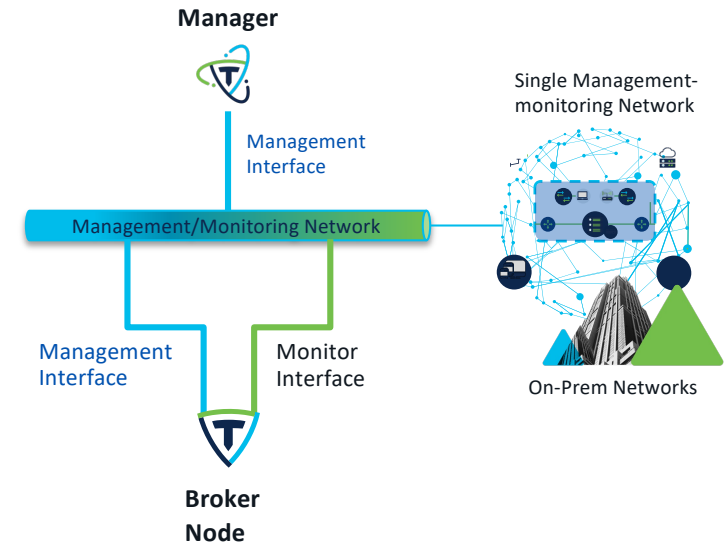 Manager
Single Management-
monitoring Network
Management
Interface
Management/Monitoring Network
Management
Interface
Monitor
Interface
On-Prem Networks
Broker
Node